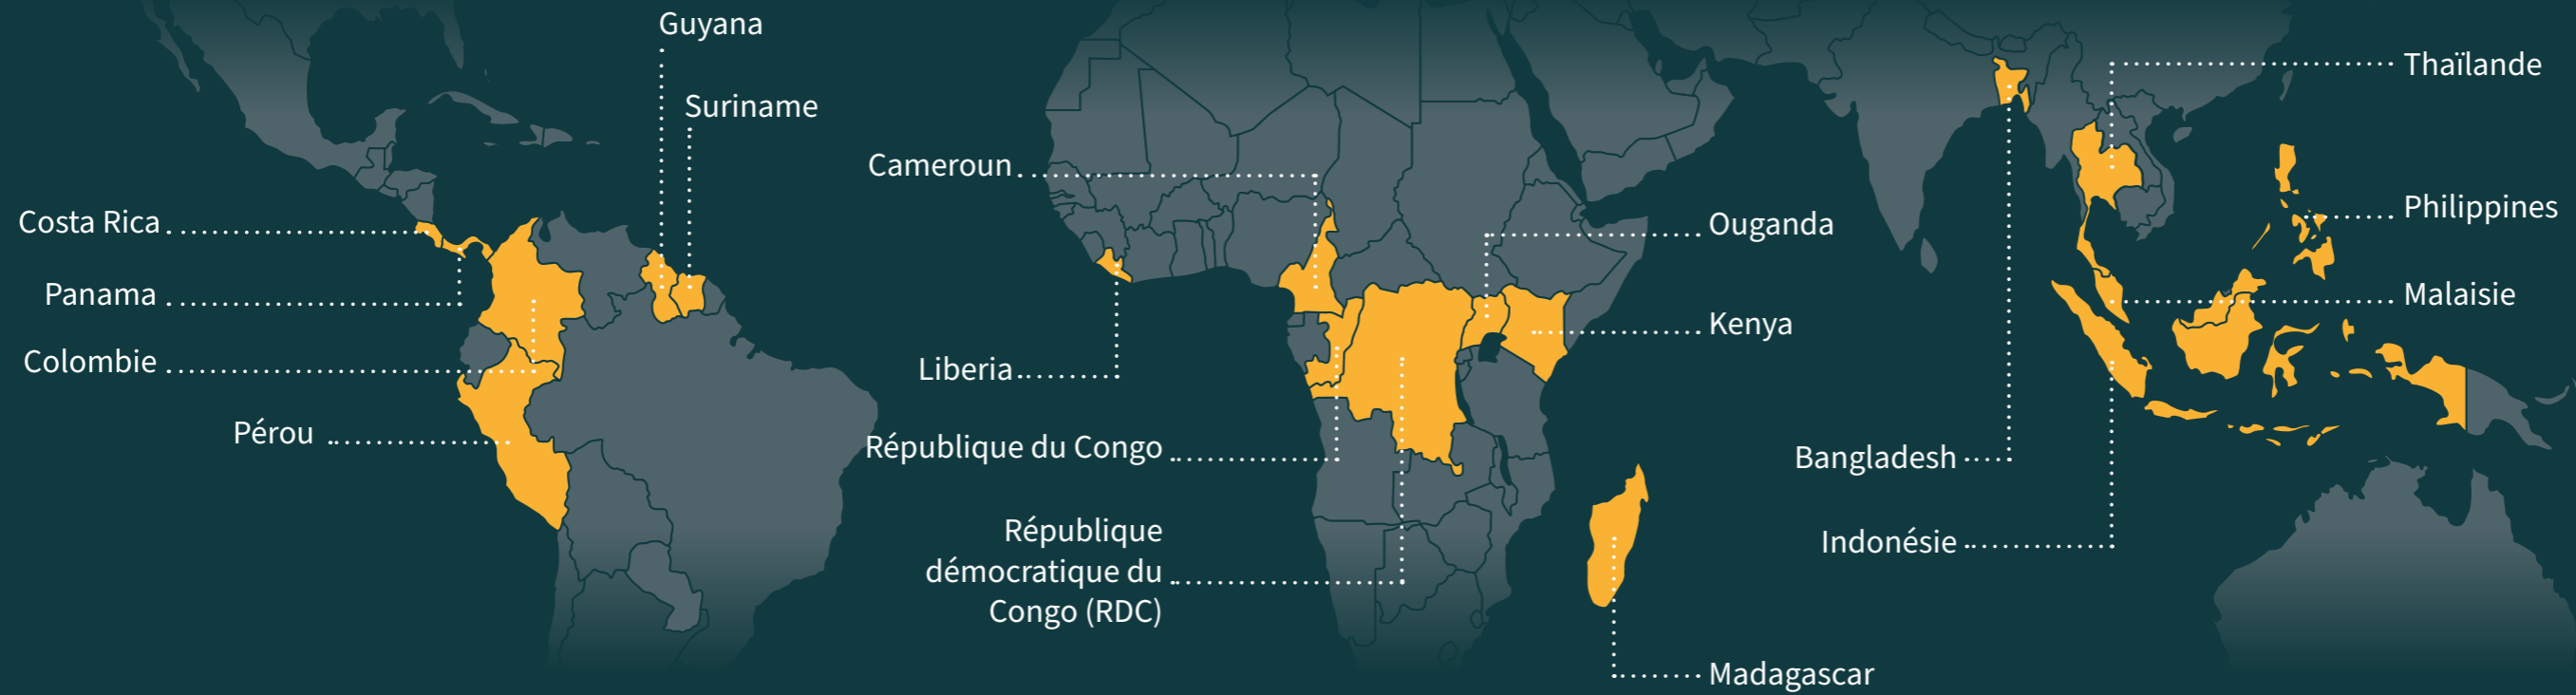 Guyana
Suriname
Costa Rica
Panama
Colombie
Pérou
Cameroun
Liberia
République du Congo
République
démocratique du
Congo (RDC)
Ouganda
Kenya
Madagascar
Bangladesh
Indonésie
Thaïlande
Philippines
Malaisie